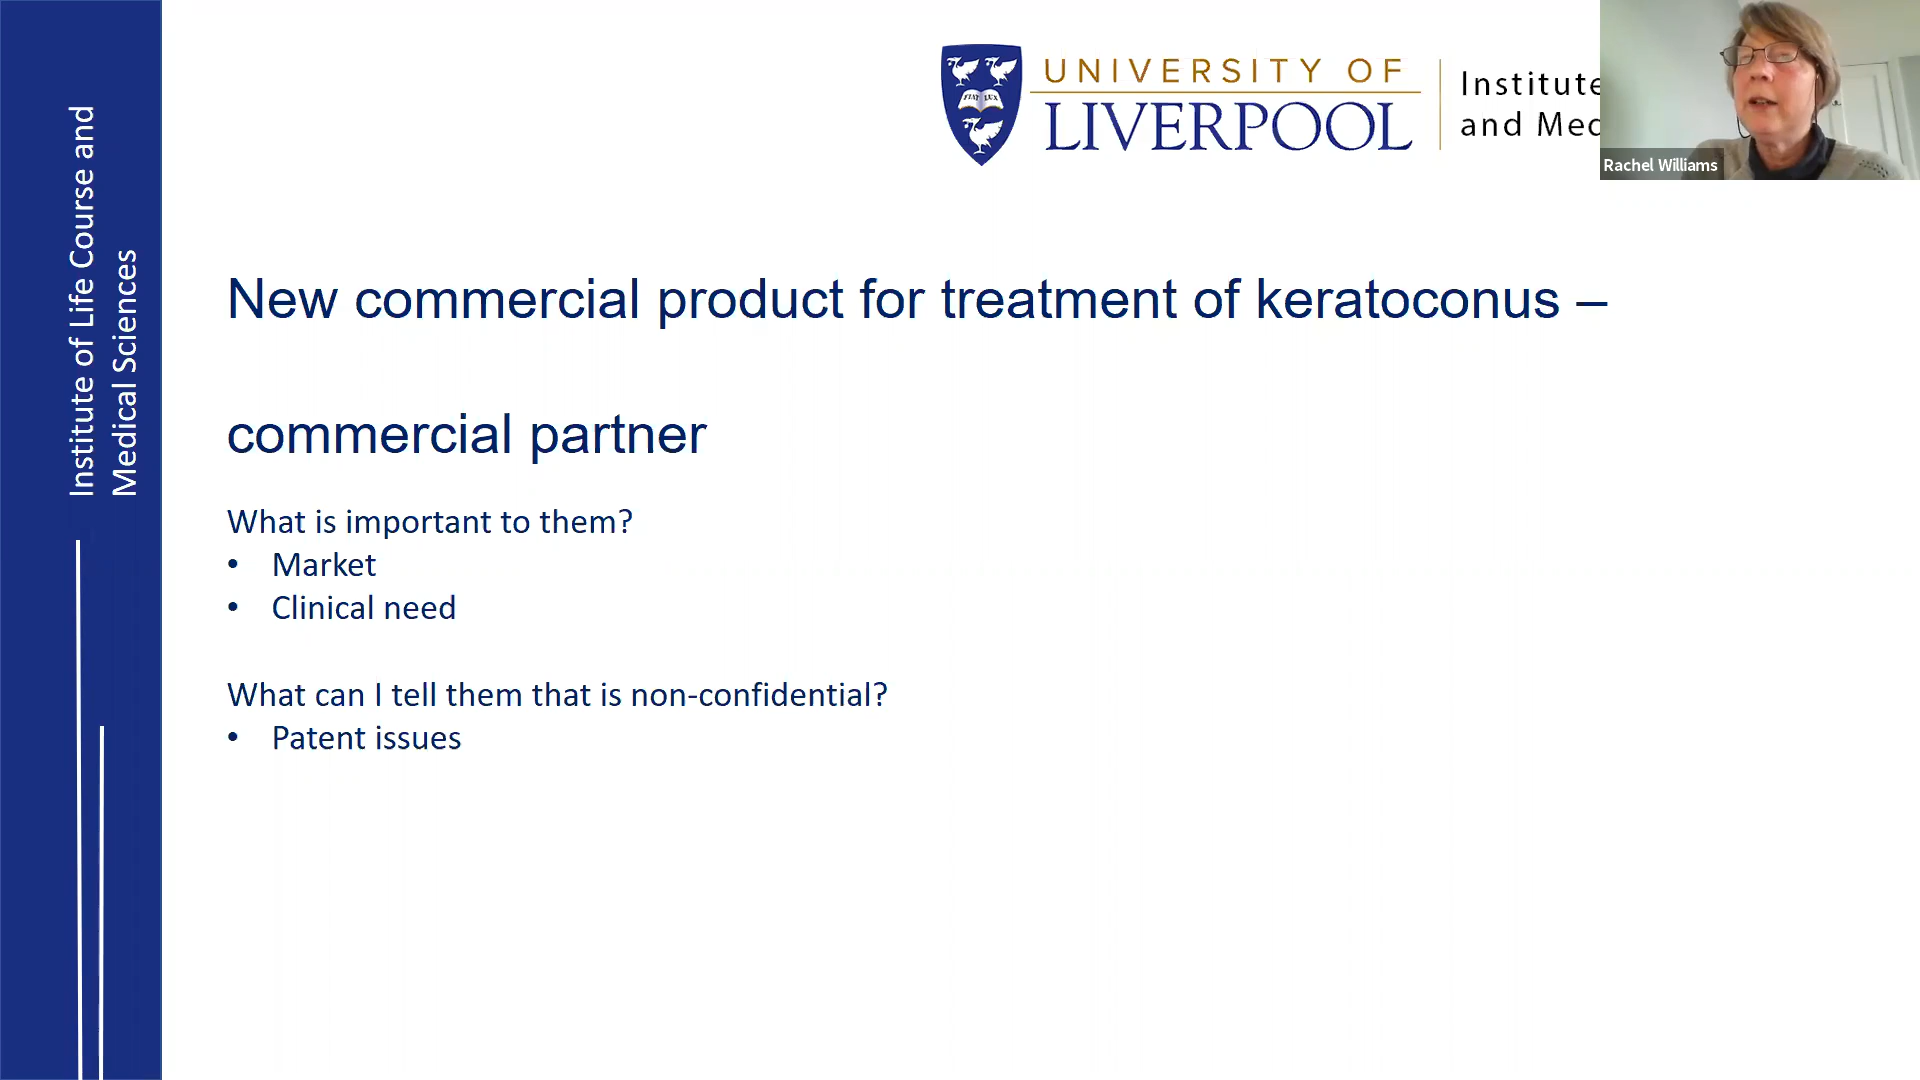 Institute of Life Course and
Medical Sciences
FIAT LUX
UNIVERSITY OF
LIVERPOOL
Institute
and Med
Rachel Williams
New commercial product for treatment of keratoconus –
commercial partner
What is important to them?
• Market
• Clinical need
What can I tell them that is non-confidential?
• Patent issues